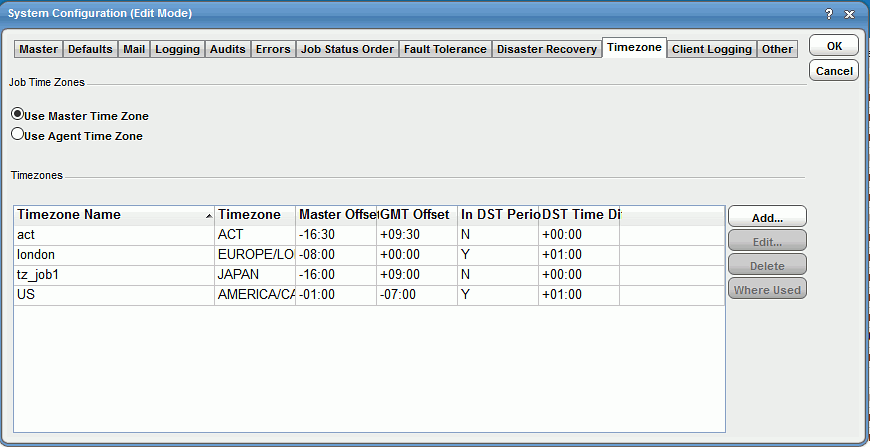 System Configuration (Edit Mode) ?
Master Defaults Mail Logging Audits Errors Job Status Order Fault Tolerance Disaster Recovery Timezone Client Logging Other
OK
Cancel
Job Time Zones
Use Master Time Zone
Use Agent Time Zone
Timezones
Timezone Name Timezone Master Offset GMT Offset In DST Perio DST Time Di
act ACT -16:30 +09:30 N +00:00
london EUROPE/LO -08:00 +00:00 Y +01:00
tz_job1 JAPAN -16:00 +09:00 N +00:00
US AMERICA/CA -01:00 -07:00 Y +01:00
Add...
Edit...
Delete
Where Used